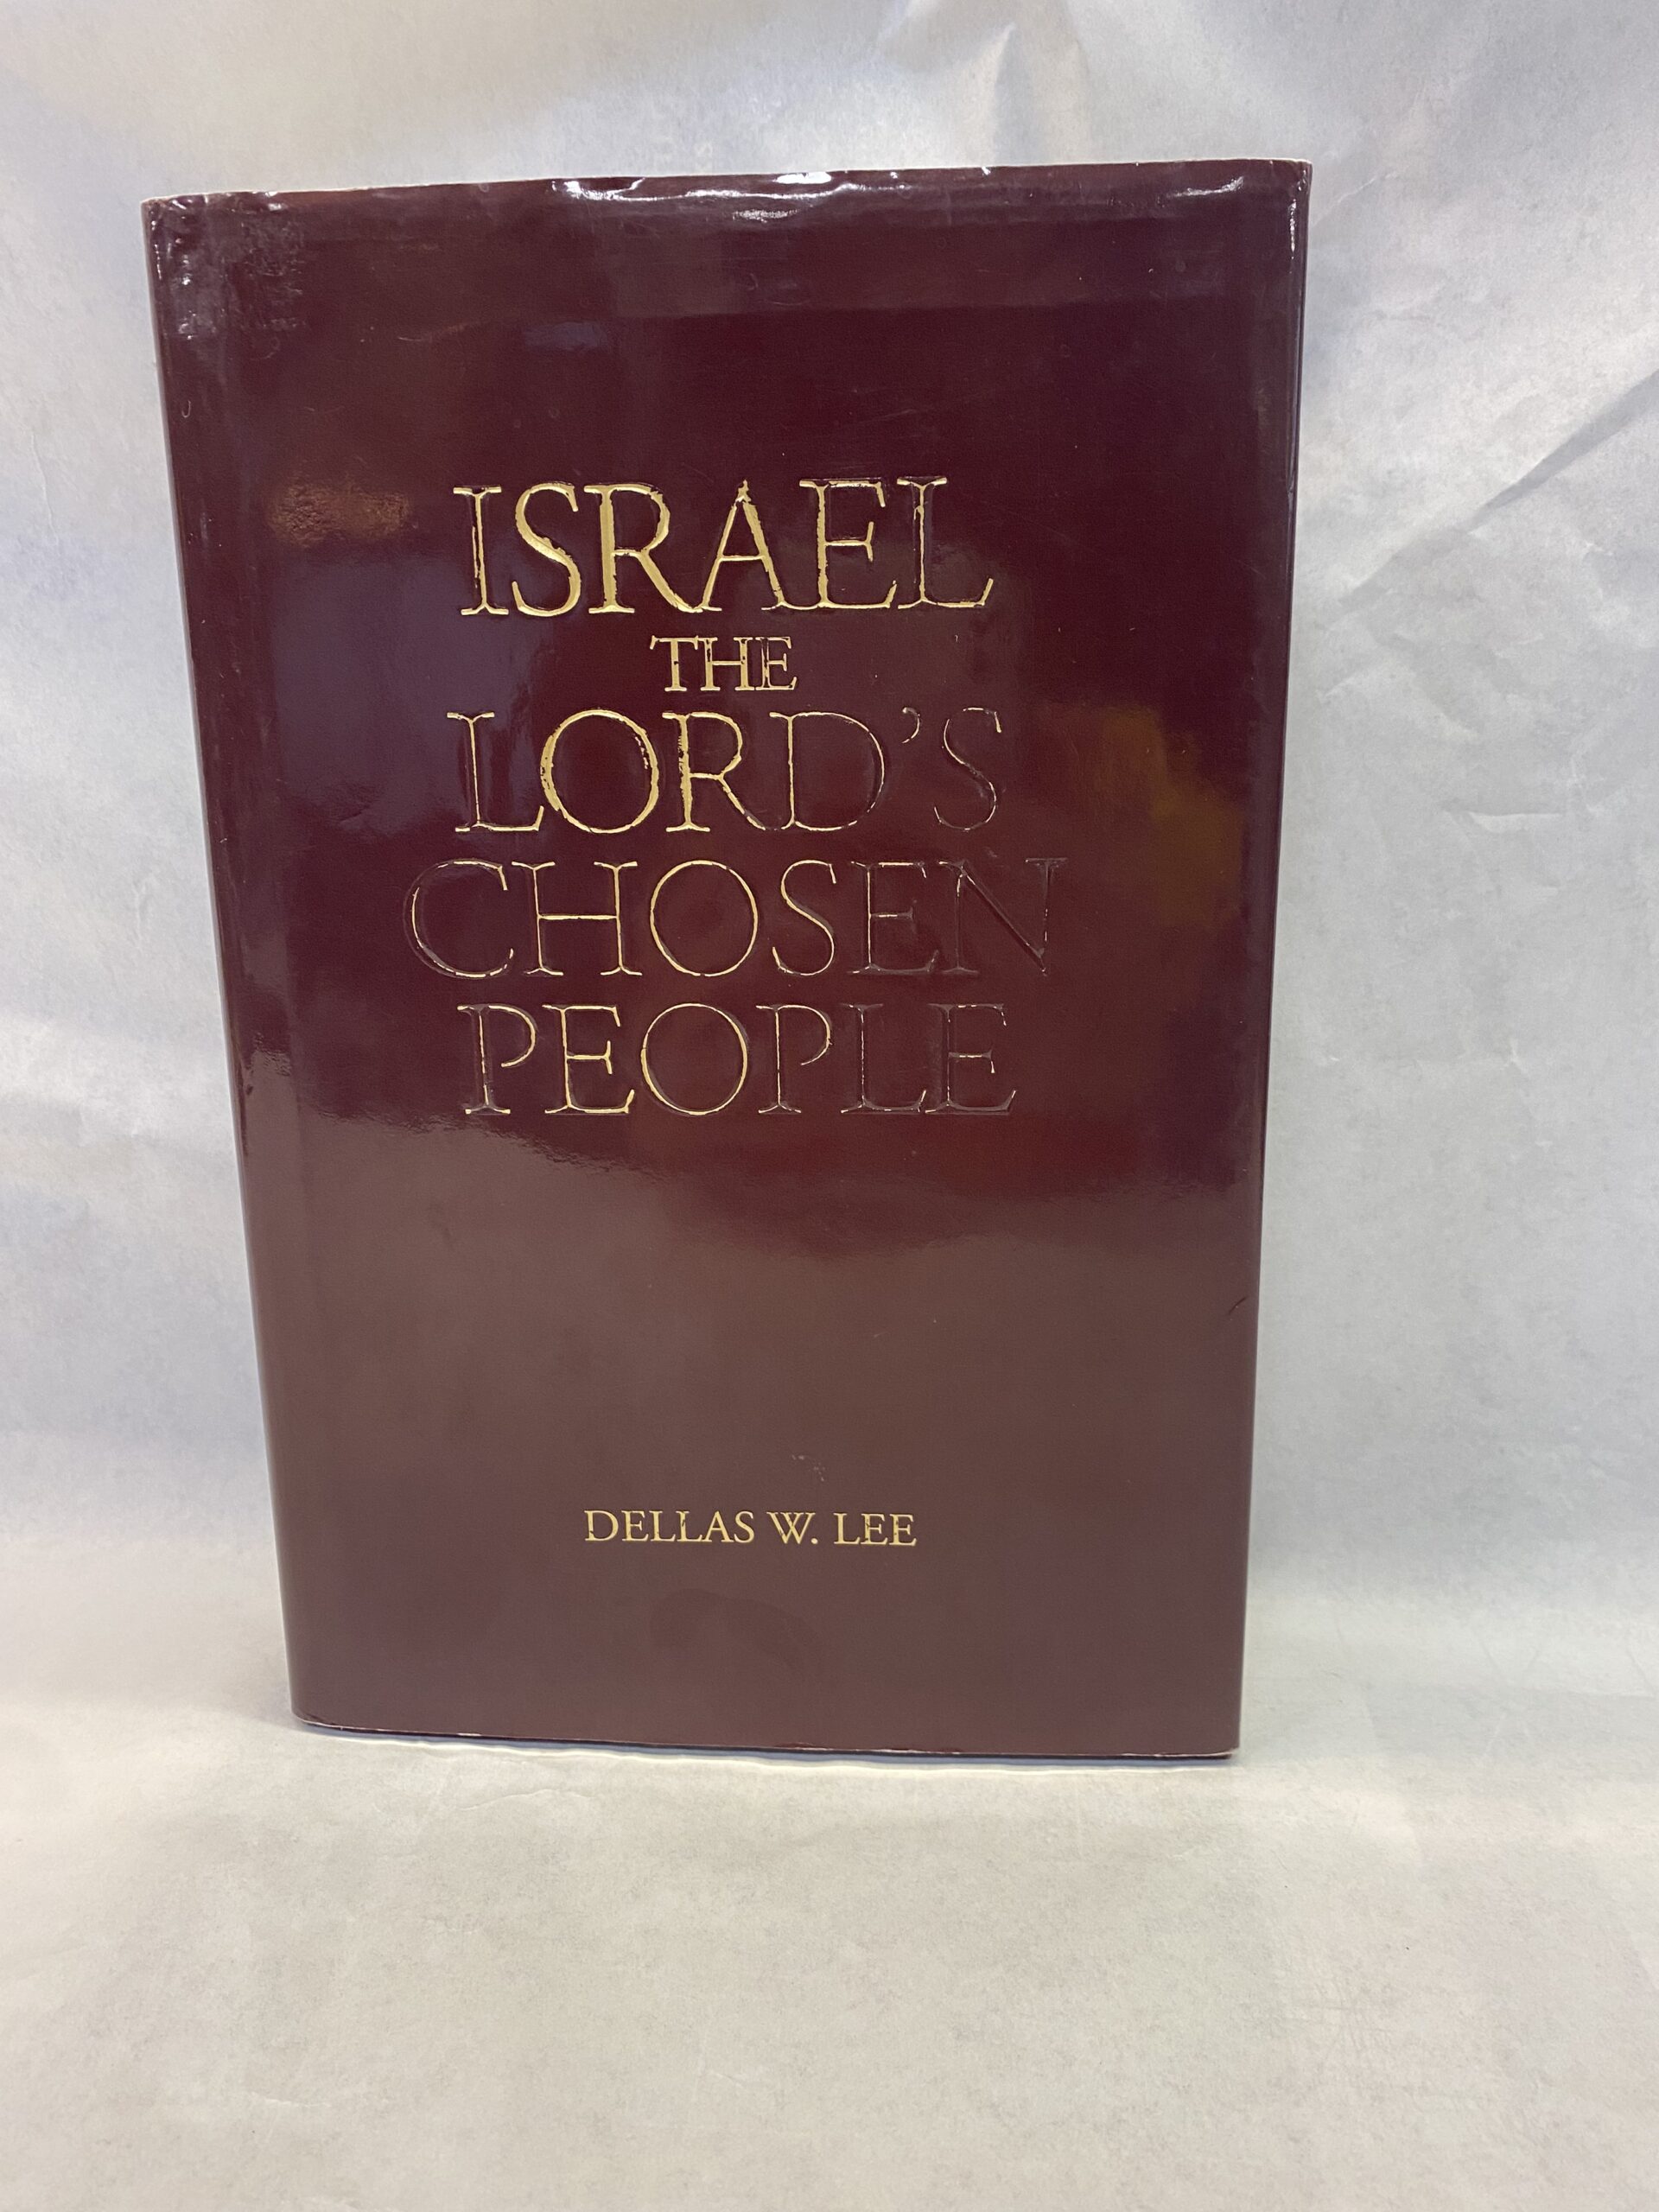 ISRAEL
THE
LORD'S
CHOSEN
PEOPLE
DELLAS W. LEE